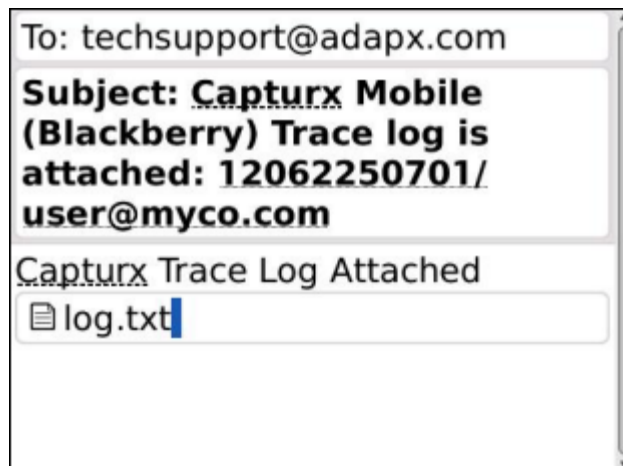 To: techsupport@adapx.com
Subject: Capturx Mobile
(Blackberry) Trace log is
attached: 12062250701/
user@myco.com
Capturx Trace Log Attached
log.txt